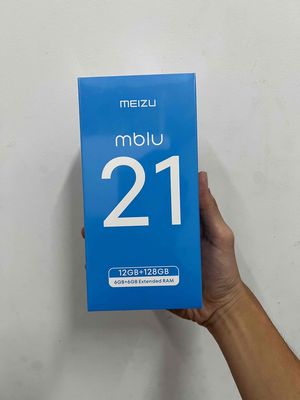 MEIZU
mblu
21
12GB+128GB
6GB+6GB Extended RAM